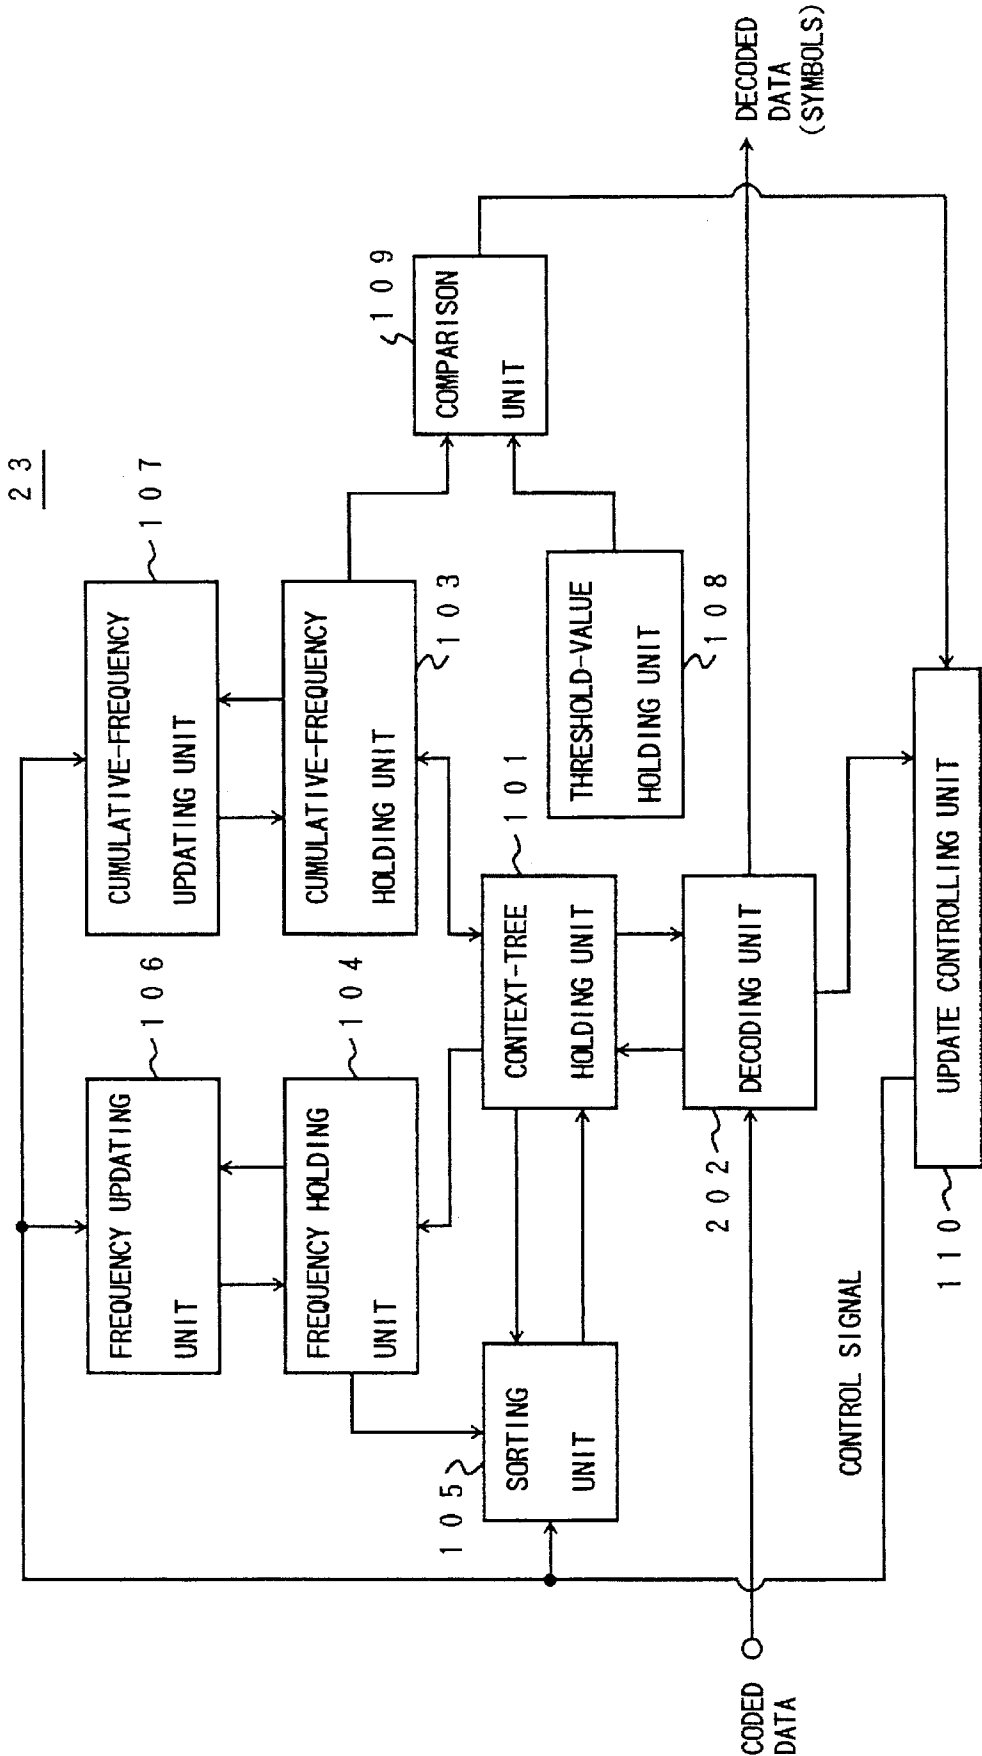 23
FREQUENCY UPDATING
UNIT
106
CUMULATIVE-FREQUENCY
UPDATING UNIT
107
FREQUENCY HOLDING
UNIT
104
CUMULATIVE-FREQUENCY
HOLDING UNIT
103
COMPARISON
UNIT
109
105
SORTING
UNIT
CONTEXT-TREE
HOLDING UNIT
101
THRESHOLD-VALUE
HOLDING UNIT
108
CODED
DATA
202
DECODING UNIT
DECODED
DATA
(SYMBOLS)
CONTROL SIGNAL
110
UPDATE CONTROLLING UNIT